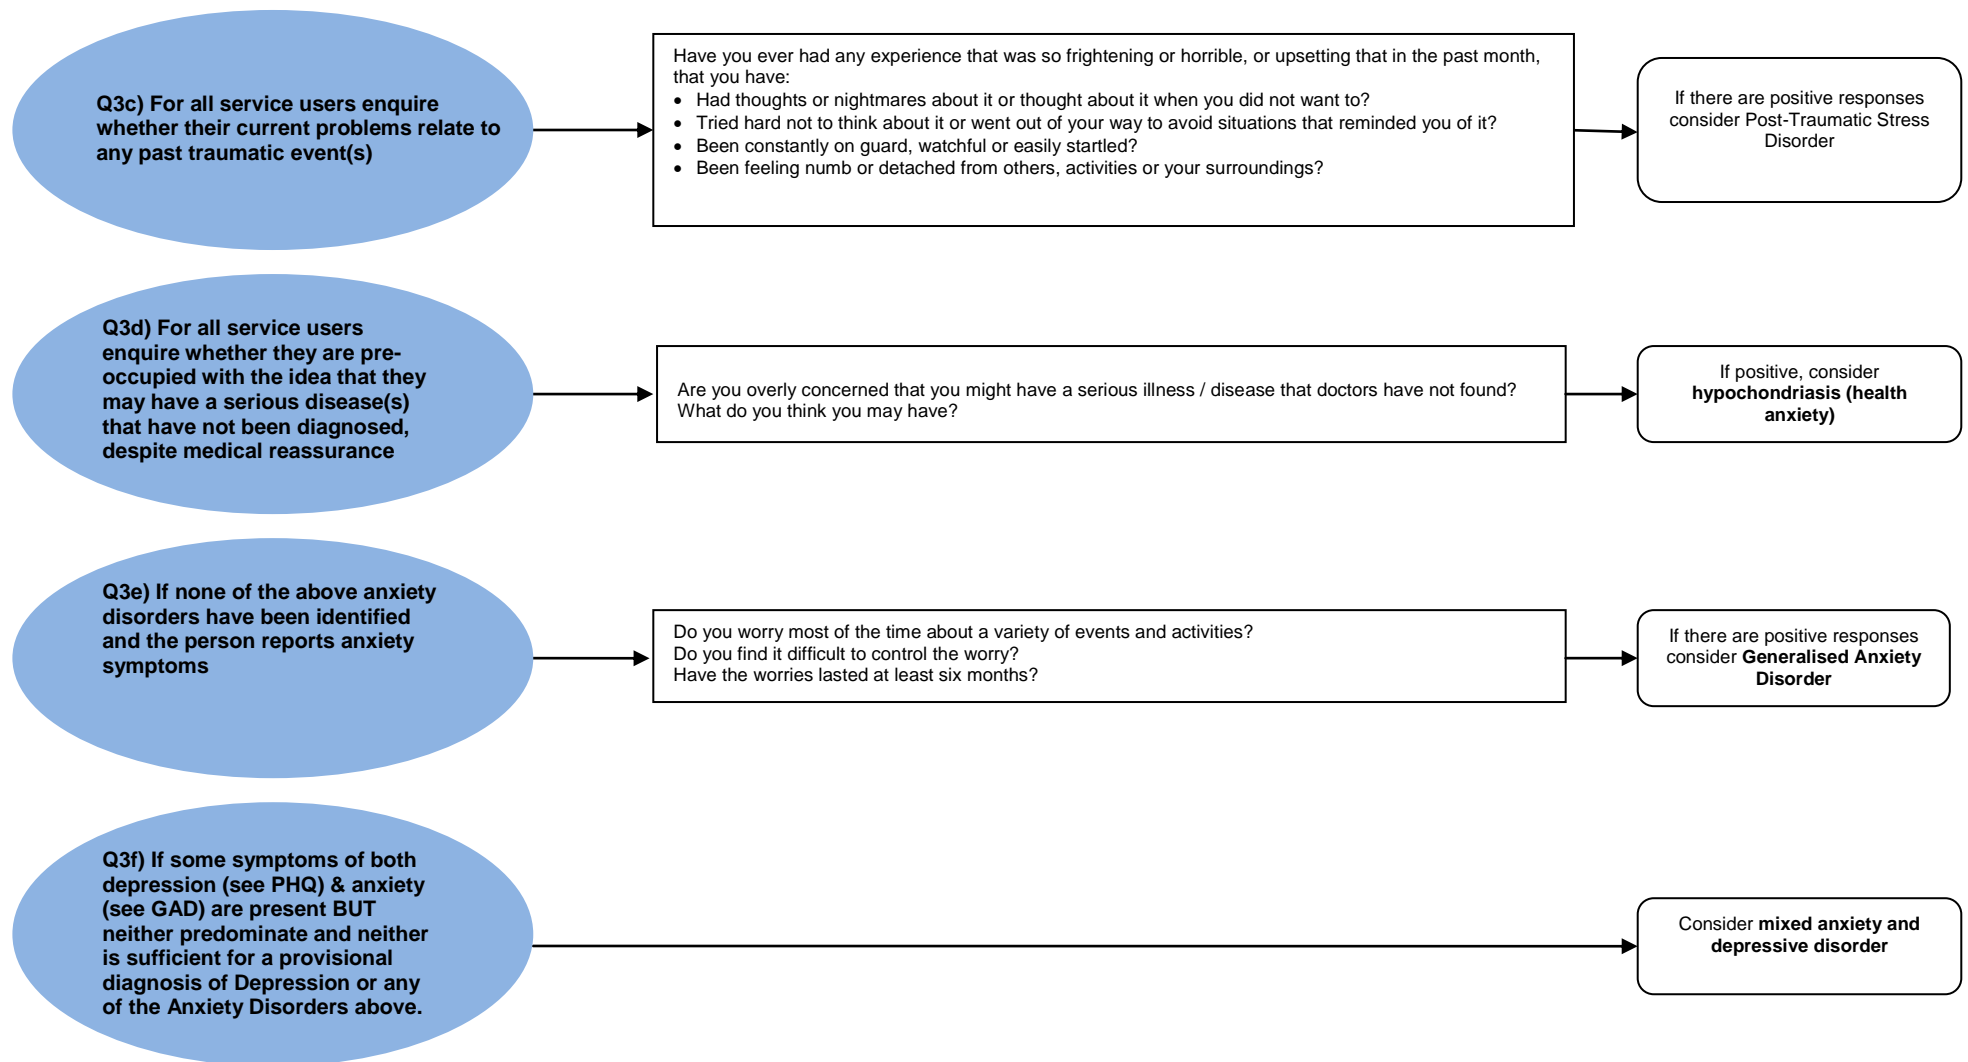 Q3c) For all service users enquire
whether their current problems relate to
any past traumatic event(s)
Have you ever had any experience that was so frightening or horrible, or upsetting that in the past month,
that you have:
• Had thoughts or nightmares about it or thought about it when you did not want to?
• Tried hard not to think about it or went out of your way to avoid situations that reminded you of it?
• Been constantly on guard, watchful or easily startled?
• Been feeling numb or detached from others, activities or your surroundings?
If there are positive responses
consider Post-Traumatic Stress
Disorder
Q3d) For all service users
enquire whether they are pre-
occupied with the idea that they
may have a serious disease(s)
that have not been diagnosed,
despite medical reassurance
Are you overly concerned that you might have a serious illness / disease that doctors have not found?
What do you think you may have?
If positive, consider
hypochondriasis (health
anxiety)
Q3e) If none of the above anxiety
disorders have been identified
and the person reports anxiety
symptoms
Do you worry most of the time about a variety of events and activities?
Do you find it difficult to control the worry?
Have the worries lasted at least six months?
If there are positive responses
consider Generalised Anxiety
Disorder
Q3f) If some symptoms of both
depression (see PHQ) & anxiety
(see GAD) are present BUT
neither predominate and neither
is sufficient for a provisional
diagnosis of Depression or any
of the Anxiety Disorders above.
Consider mixed anxiety and
depressive disorder